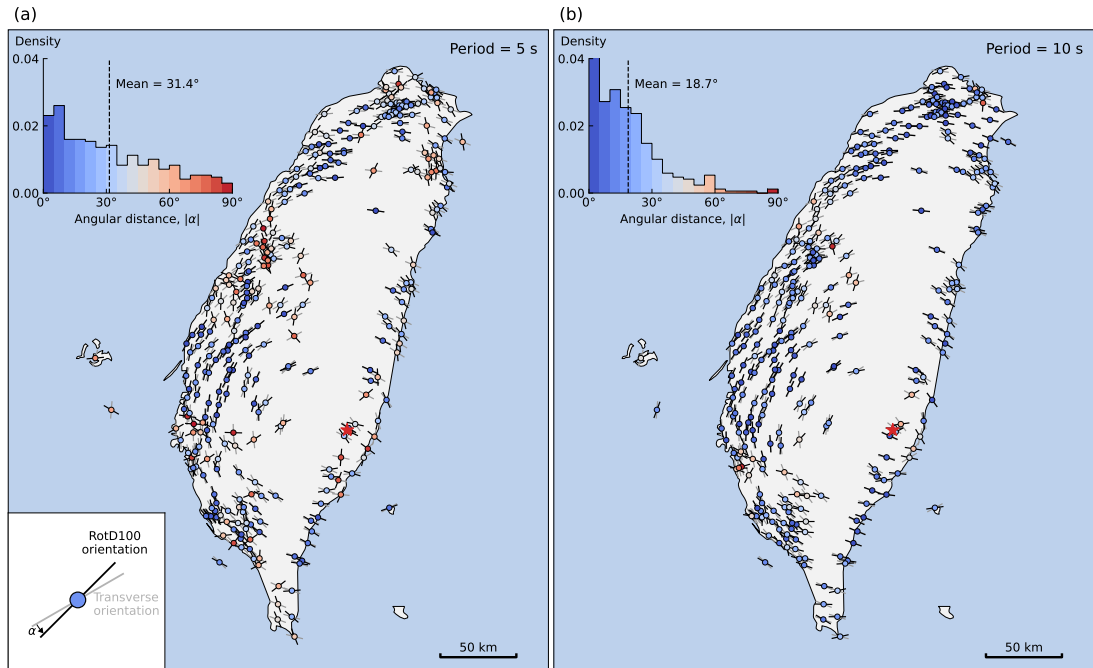 (a)
Density
Period = 5 s
0.04
Mean = 31.4°
0.02
0.00
0° 30° 60° 90°
Angular distance, |α|
RotD100
orientation
Transverse
orientation
α
50 km
(b)
Density
Period = 10 s
0.04
Mean = 18.7°
0.02
0.00
0° 30° 60° 90°
Angular distance, |α|
50 km